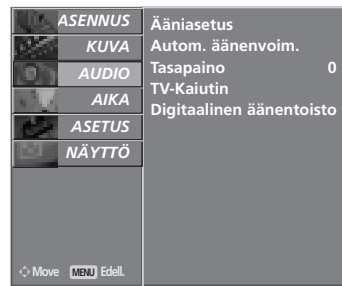 ASENNUS
KUVA
AUDIO
AIKA
ASETUS
NÄYTTÖ
Move MENU Edell.
Ääniasetus
Autom. äänenvoim.
Tasapaino 0
TV-Kaiutin
Digitaalinen äänentoisto